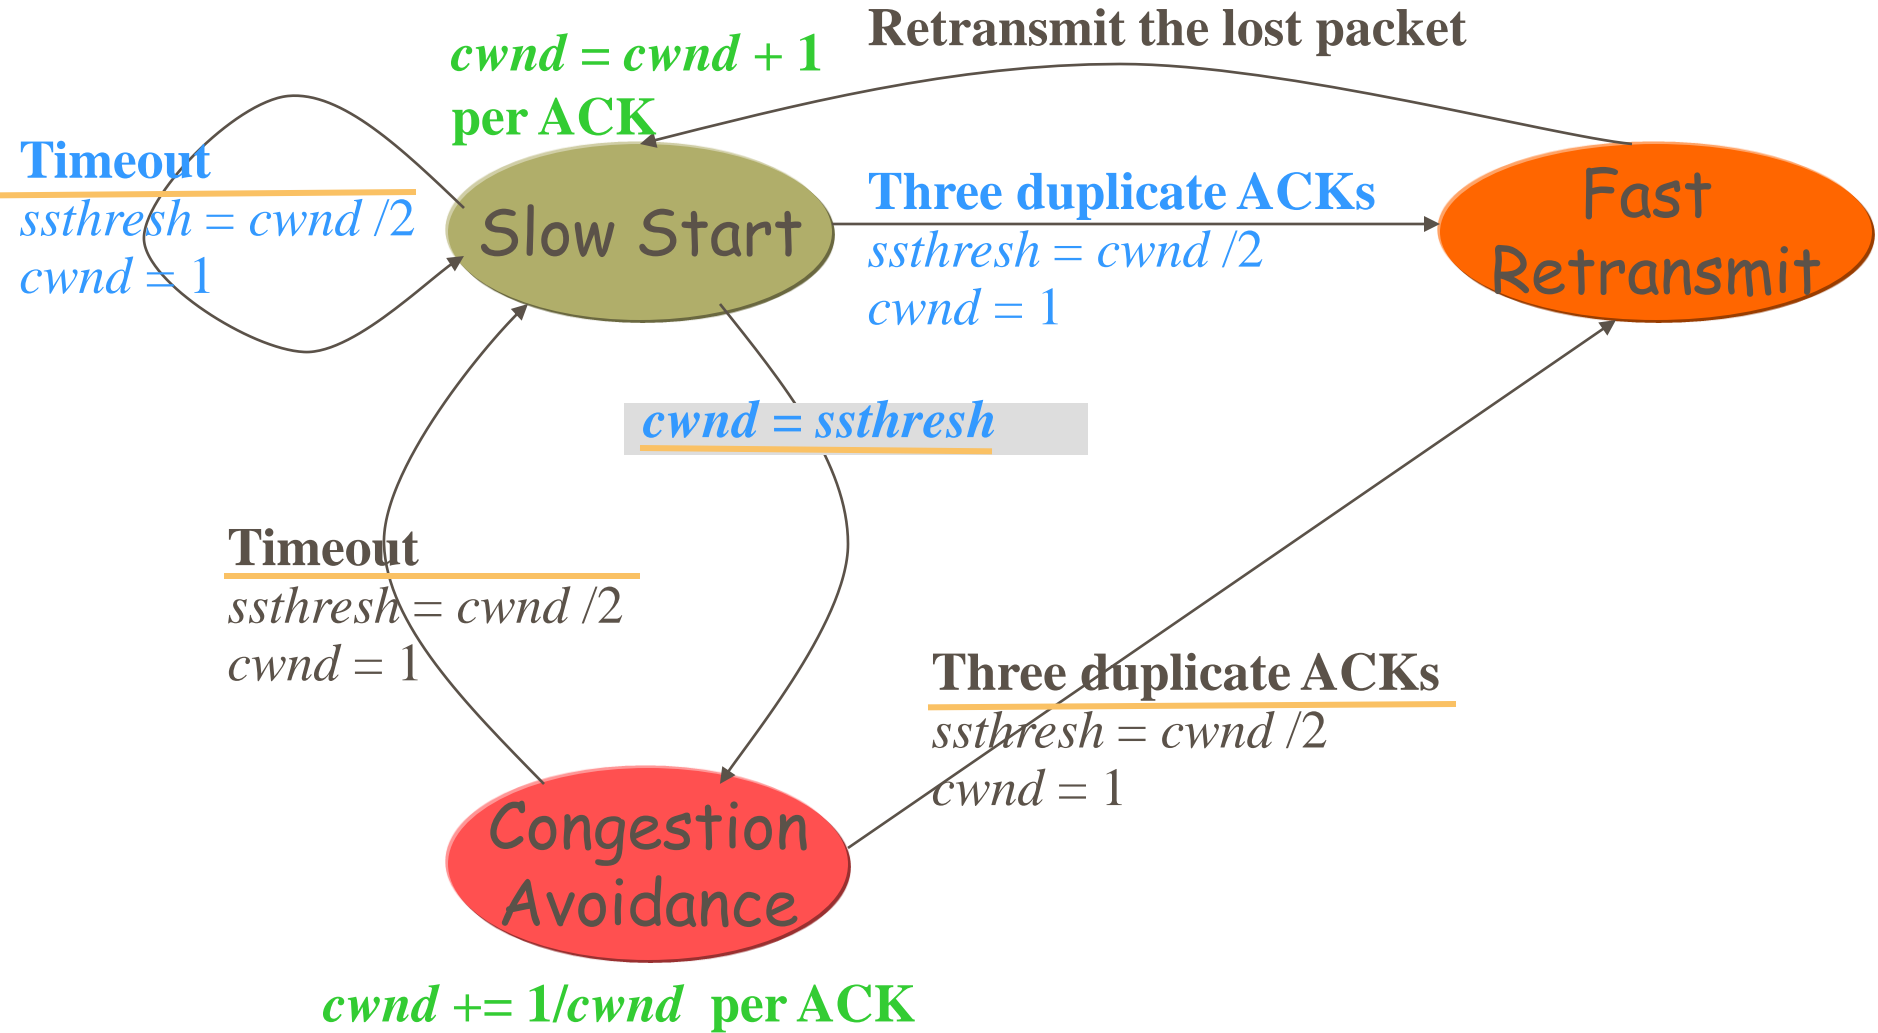 Retransmit the lost packet
cwnd = cwnd + 1
per ACK
Timeout
ssthresh = cwnd /2
cwnd = 1
Slow Start
Three duplicate ACKs
ssthresh = cwnd /2
cwnd = 1
Fast
Retransmit
cwnd = ssthresh
Timeout
ssthresh = cwnd /2
cwnd = 1
Three duplicate ACKs
ssthresh = cwnd /2
cwnd = 1
Congestion
Avoidance
cwnd += 1/cwnd per ACK